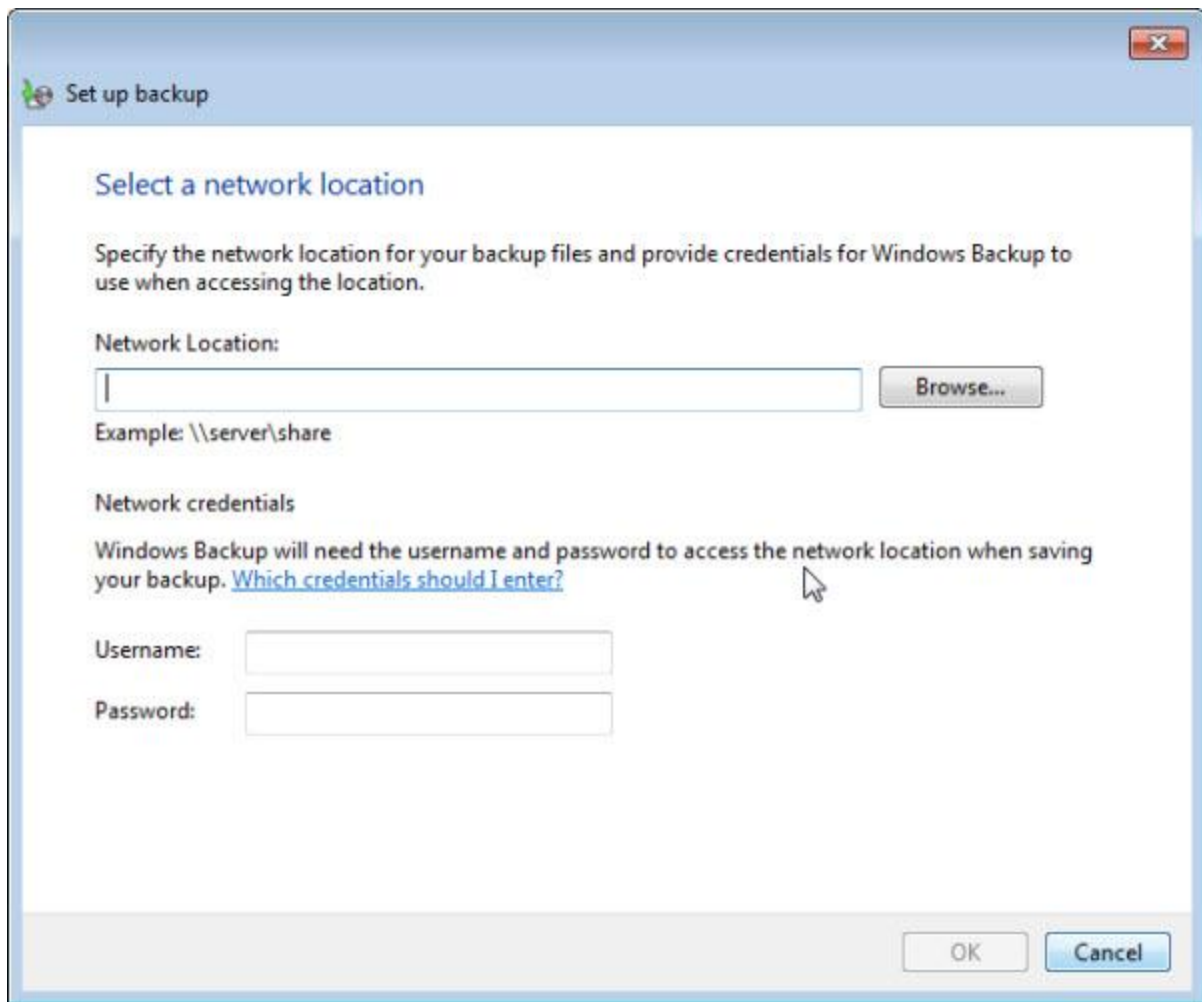 Set up backup
Select a network location
Specify the network location for your backup files and provide credentials for Windows Backup to
use when accessing the location.
Network Location:
Browse...
Example: \\server\share
Network credentials
Windows Backup will need the username and password to access the network location when saving
your backup. Which credentials should I enter?
Username:
Password:
OK Cancel